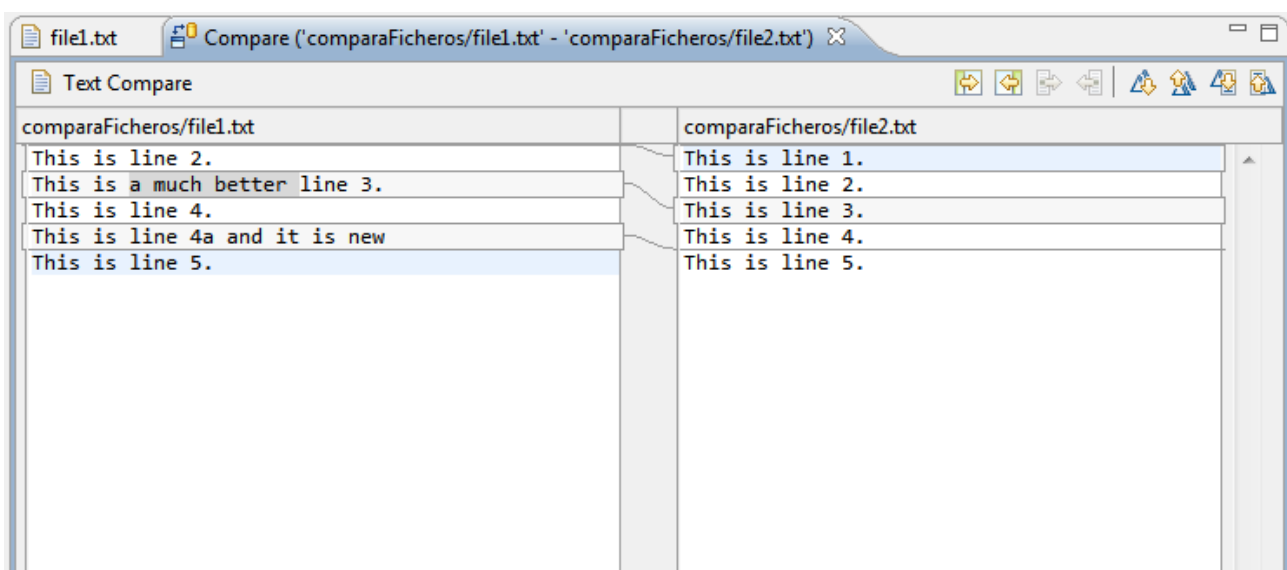 file1.txt
Compare ('comparaFicheros/file1.txt' - 'comparaFicheros/file2.txt')
Text Compare
comparaFicheros/file1.txt
This is line 2.
This is a much better line 3.
This is line 4.
This is line 4a and it is new
This is line 5.
comparaFicheros/file2.txt
This is line 1.
This is line 2.
This is line 3.
This is line 4.
This is line 5.